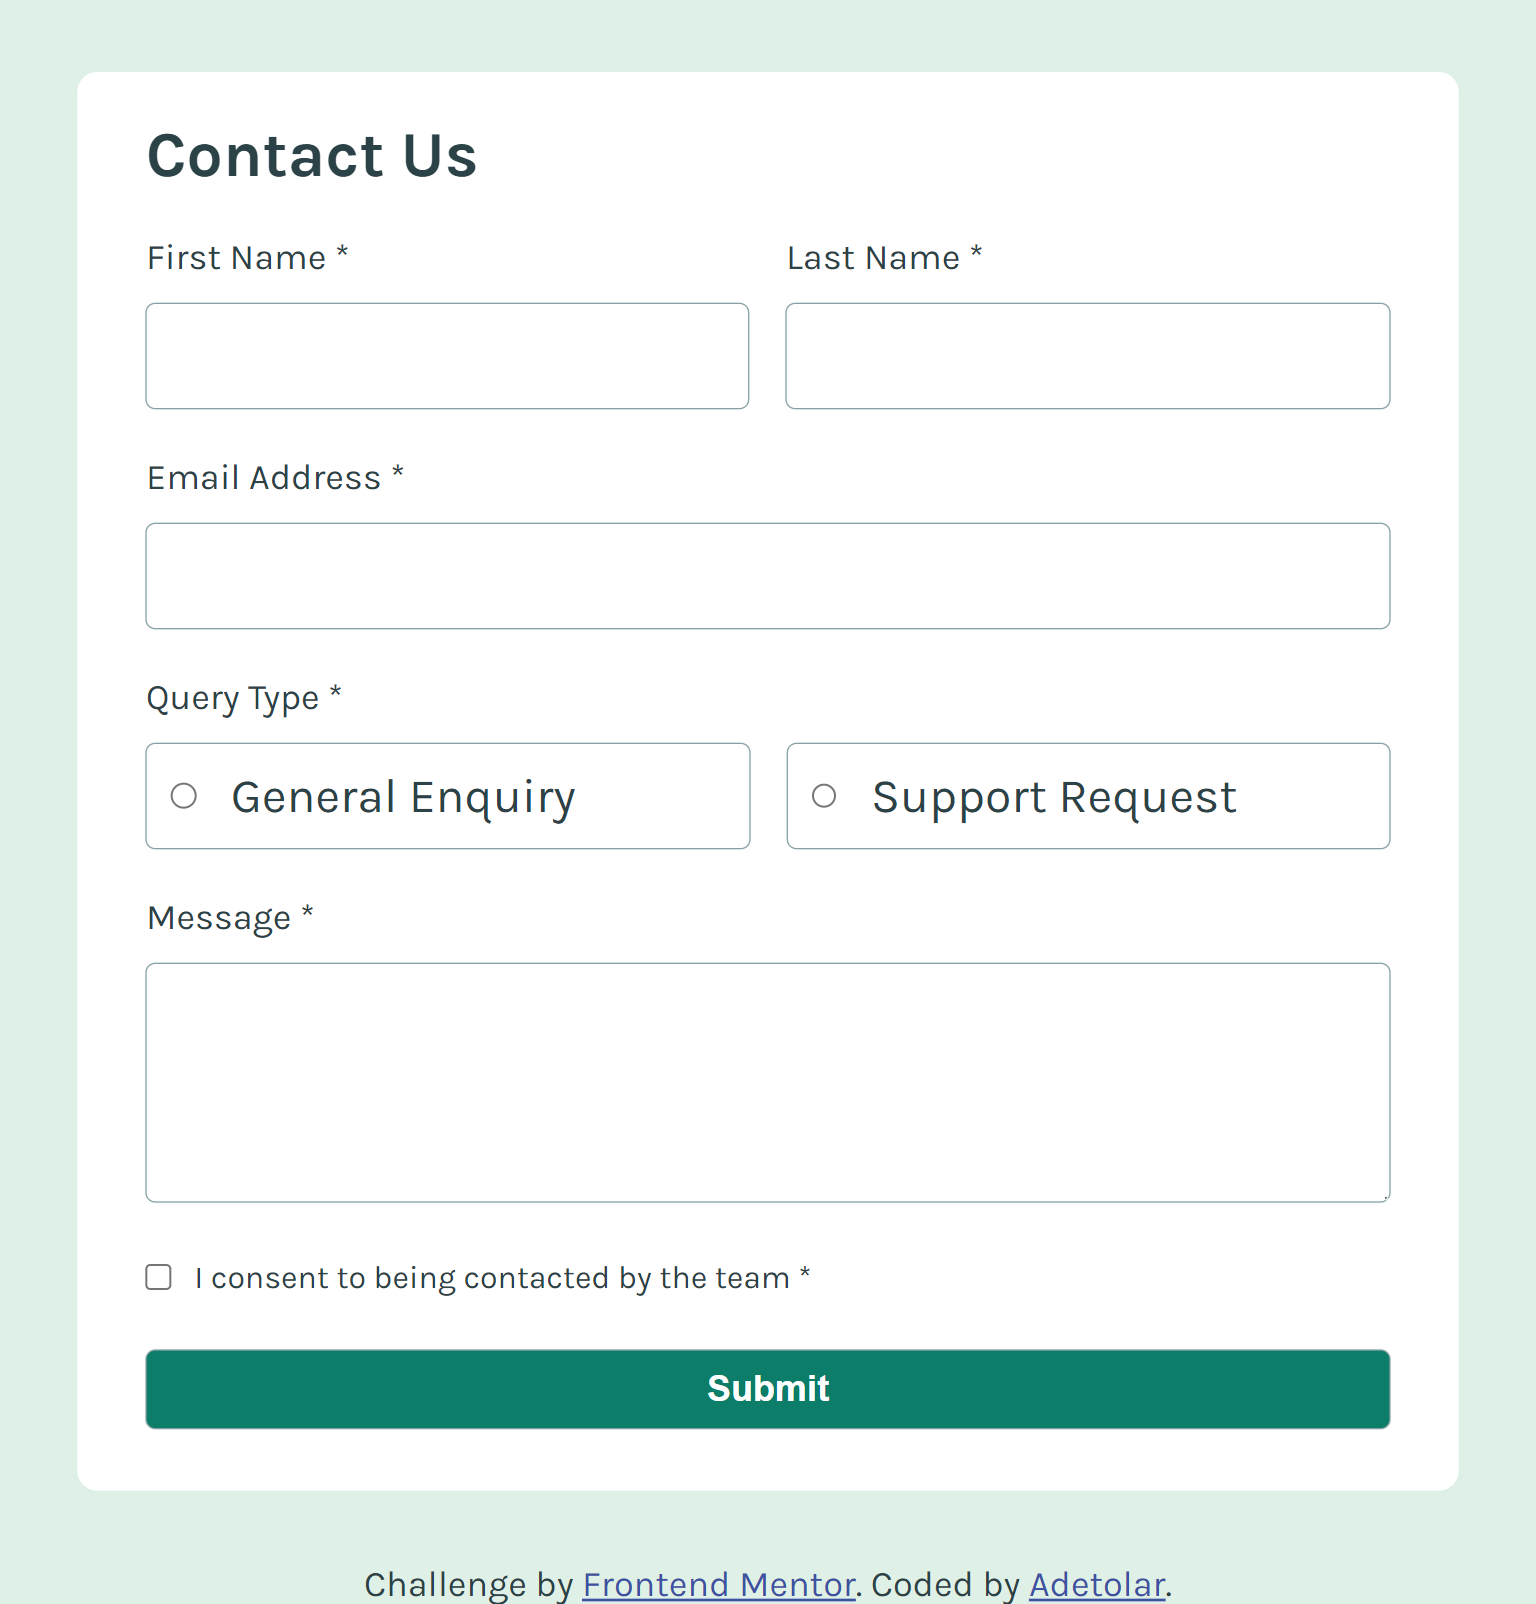 Contact Us
First Name *
Last Name *
Email Address *
Query Type *
General Enquiry
Support Request
Message *
I consent to being contacted by the team *
Submit
Challenge by Frontend Mentor. Coded by Adetolar.